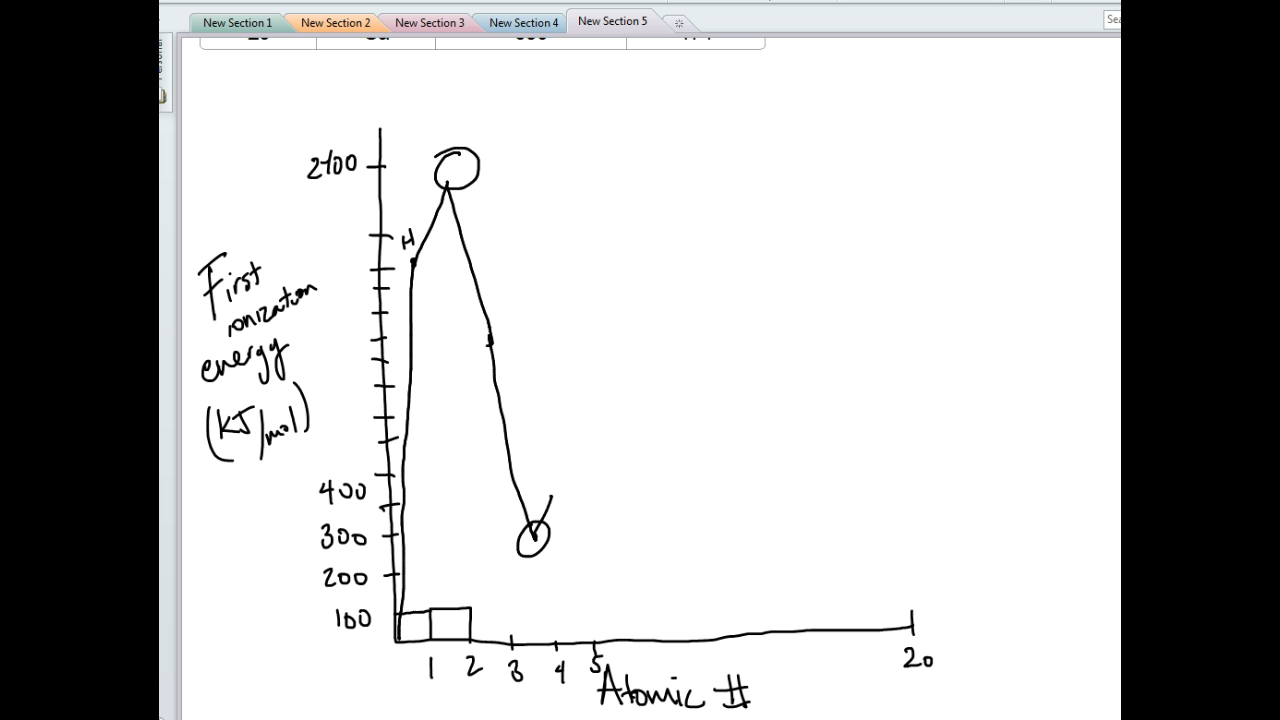 New Section 1 New Section 2 New Section 3 New Section 4 New Section 5
Sea
2400
H
First
ionization
energy
(KJ/mol)
400
300
200
100
1 2 3 4 5 20
Atomic #